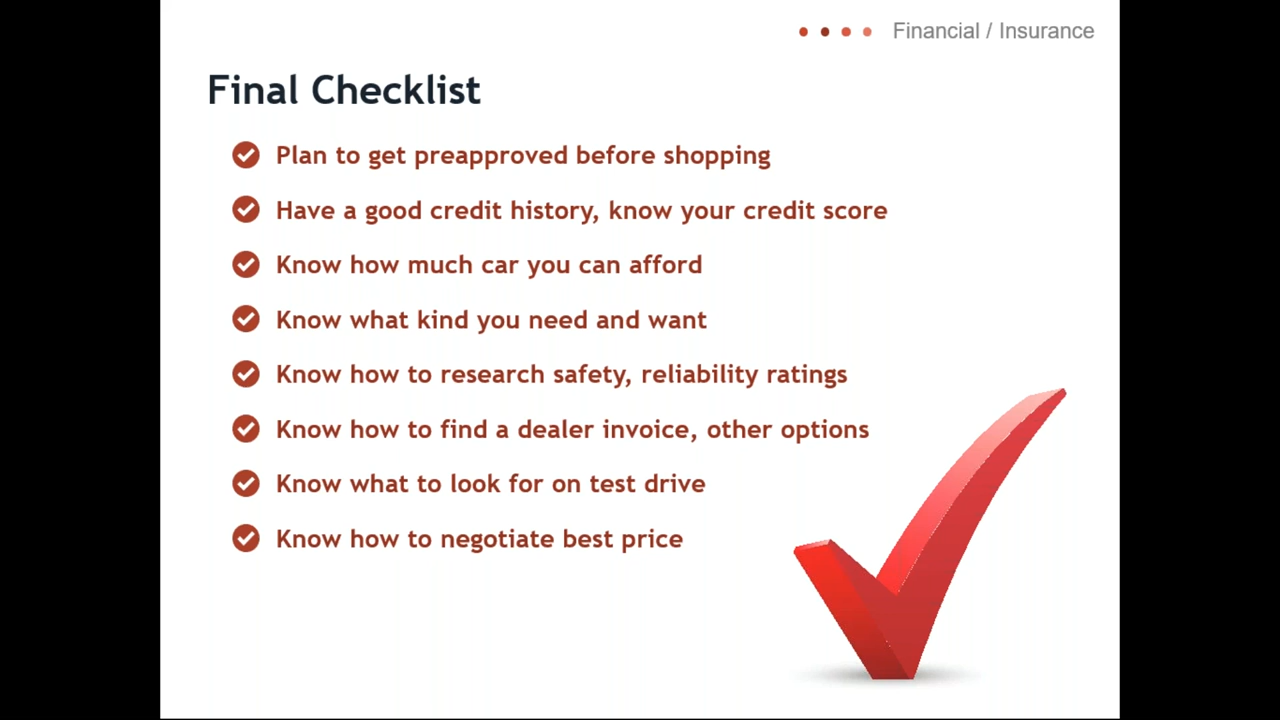 Financial / Insurance
Final Checklist
Plan to get preapproved before shopping
Have a good credit history, know your credit score
Know how much car you can afford
Know what kind you need and want
Know how to research safety, reliability ratings
Know how to find a dealer invoice, other options
Know what to look for on test drive
Know how to negotiate best price